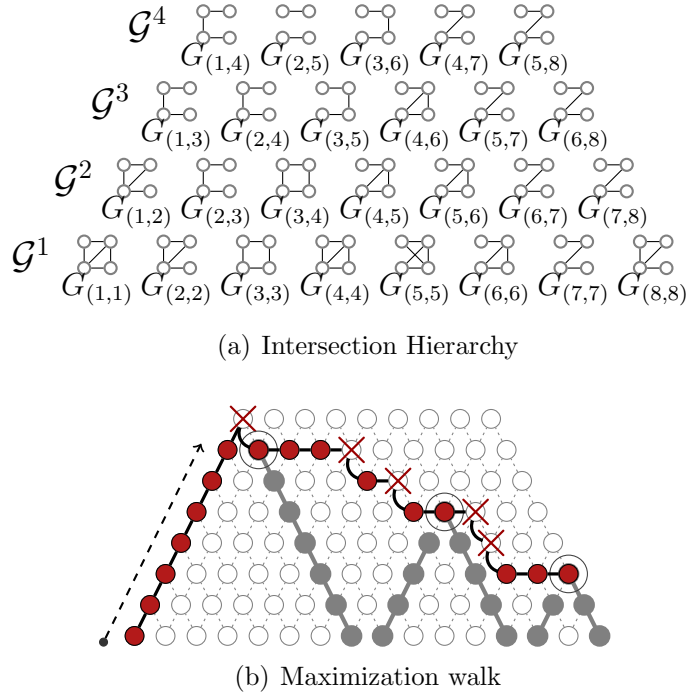 𝒢⁴ G₍₁,₄₎ G₍₂,₅₎ G₍₃,₆₎ G₍₄,₇₎ G₍₅,₈₎
𝒢³ G₍₁,₃₎ G₍₂,₄₎ G₍₃,₅₎ G₍₄,₆₎ G₍₅,₇₎ G₍₆,₈₎
𝒢² G₍₁,₂₎ G₍₂,₃₎ G₍₃,₄₎ G₍₄,₅₎ G₍₅,₆₎ G₍₆,₇₎ G₍₇,₈₎
𝒢¹ G₍₁,₁₎ G₍₂,₂₎ G₍₃,₃₎ G₍₄,₄₎ G₍₅,₅₎ G₍₆,₆₎ G₍₇,₇₎ G₍₈,₈₎
(a) Intersection Hierarchy
(b) Maximization walk